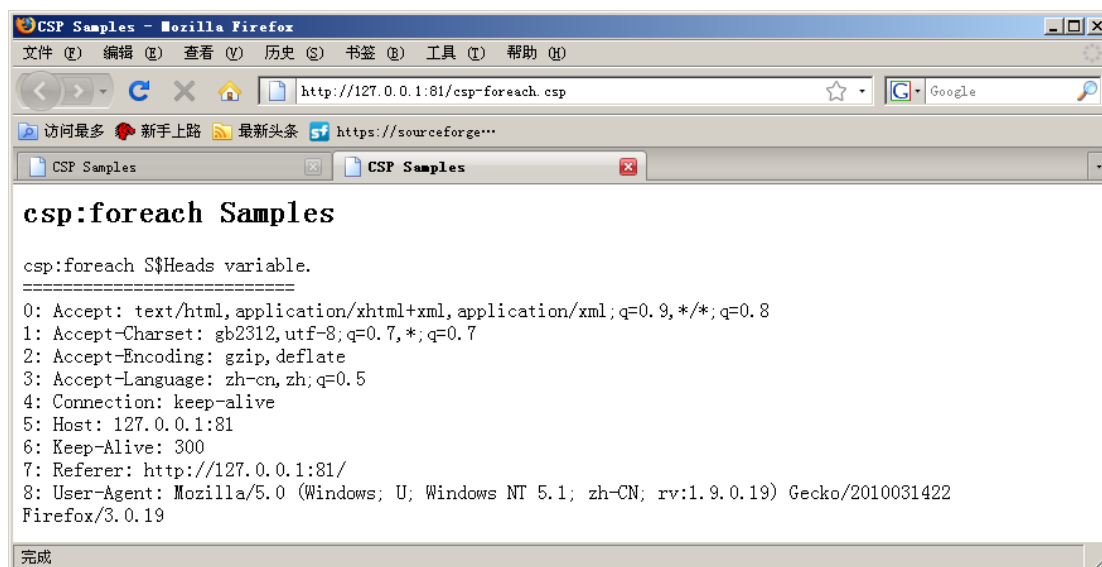 CSP Samples - Mozilla Firefox
文件 (F) 编辑 (E) 查看 (V) 历史 (S) 书签 (B) 工具 (T) 帮助 (H)
http://127.0.0.1:81/csp-foreach.csp
G Google
访问最多 新手上路 最新头条 sf https://sourceforge…
CSP Samples CSP Samples
csp:foreach Samples
csp:foreach S$Heads variable.
===========================
0: Accept: text/html,application/xhtml+xml,application/xml;q=0.9,*/*;q=0.8
1: Accept-Charset: gb2312,utf-8;q=0.7,*;q=0.7
2: Accept-Encoding: gzip,deflate
3: Accept-Language: zh-cn,zh;q=0.5
4: Connection: keep-alive
5: Host: 127.0.0.1:81
6: Keep-Alive: 300
7: Referer: http://127.0.0.1:81/
8: User-Agent: Mozilla/5.0 (Windows; U; Windows NT 5.1; zh-CN; rv:1.9.0.19) Gecko/2010031422
Firefox/3.0.19
完成